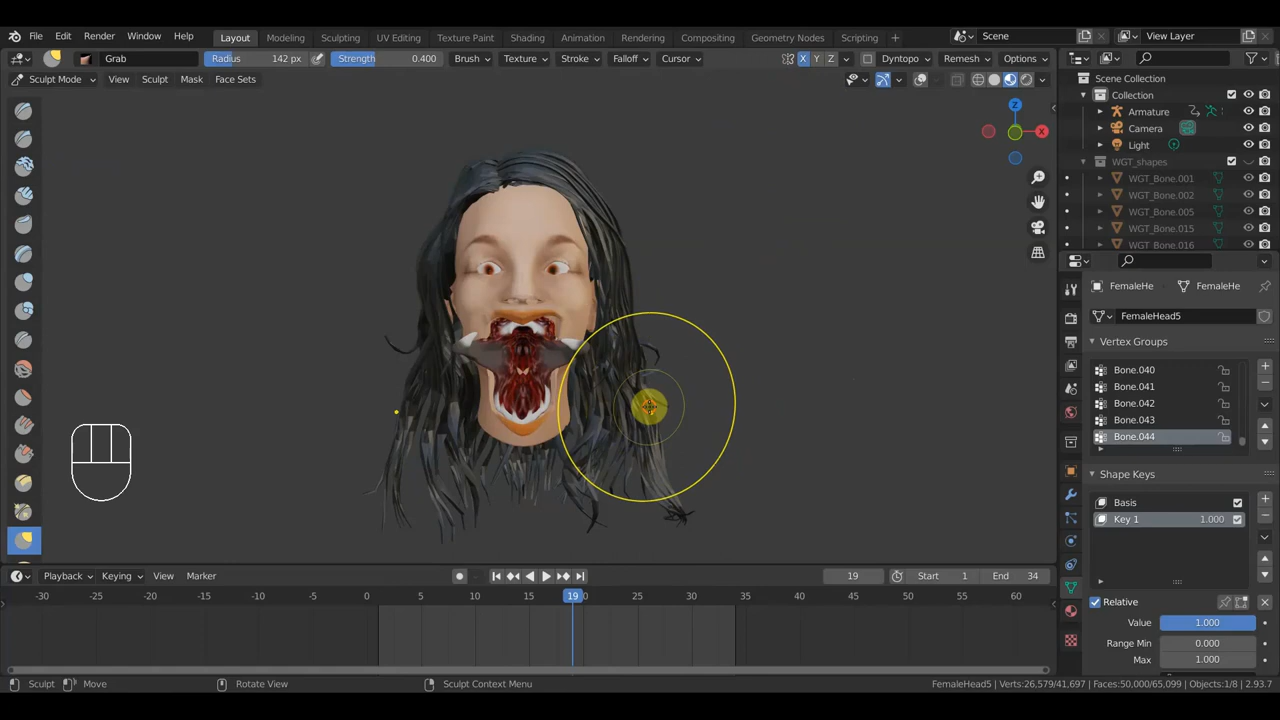 File Edit Render Window Help Layout Modeling Sculpting UV Editing Texture Paint Shading Animation Rendering Compositing Geometry Nodes Scripting + Scene View Layer
Grab Radius 142 px Strength 0.400 Brush Texture Stroke Falloff Cursor X Y Z Dyntopo Remesh Options
Sculpt Mode View Sculpt Mask Face Sets
Scene Collection
Collection
Armature
Camera
Light
WGT_shapes
WGT_Bone.001
WGT_Bone.002
WGT_Bone.005
WGT_Bone.015
WGT_Bone.016
Z
X
FemaleHe FemaleHe
FemaleHead5
Vertex Groups
Bone.040
Bone.041
Bone.042
Bone.043
Bone.044
Shape Keys
Basis
Key 1 1.000
Relative
Value 1.000
Range Min 0.000
Max 1.000
Playback Keying View Marker 19 Start 1 End 34
-30 -25 -20 -15 -10 -5 0 5 10 15 19 20 25 30 35 40 45 50 55 60
Sculpt Move Rotate View Sculpt Context Menu FemaleHead5 | Verts:26,579/41,697 | Faces:50,000/65,099 | Objects:1/8 | 2.93.7